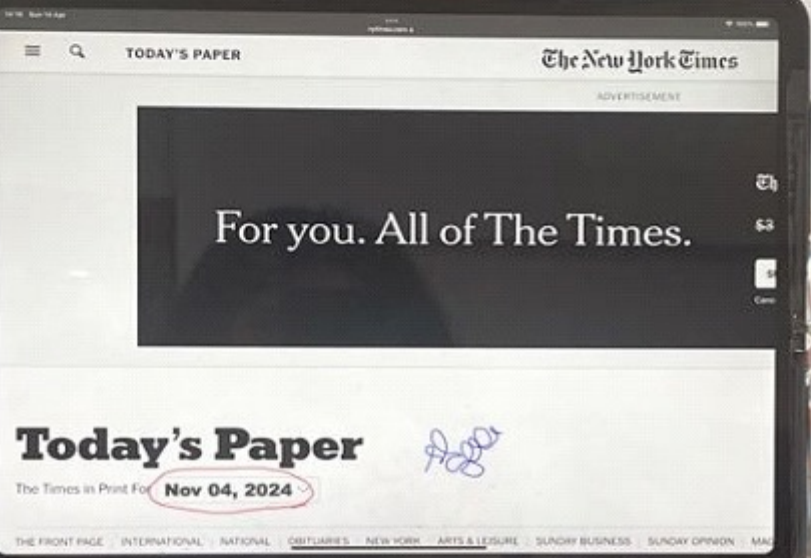 TODAY'S PAPER
The New York Times
ADVERTISEMENT
For you. All of The Times.
Today's Paper
The Times in Print For Nov 04, 2024
THE FRONT PAGE INTERNATIONAL NATIONAL OBITUARIES NEW YORK ARTS & LEISURE SUNDAY BUSINESS SUNDAY OPINION